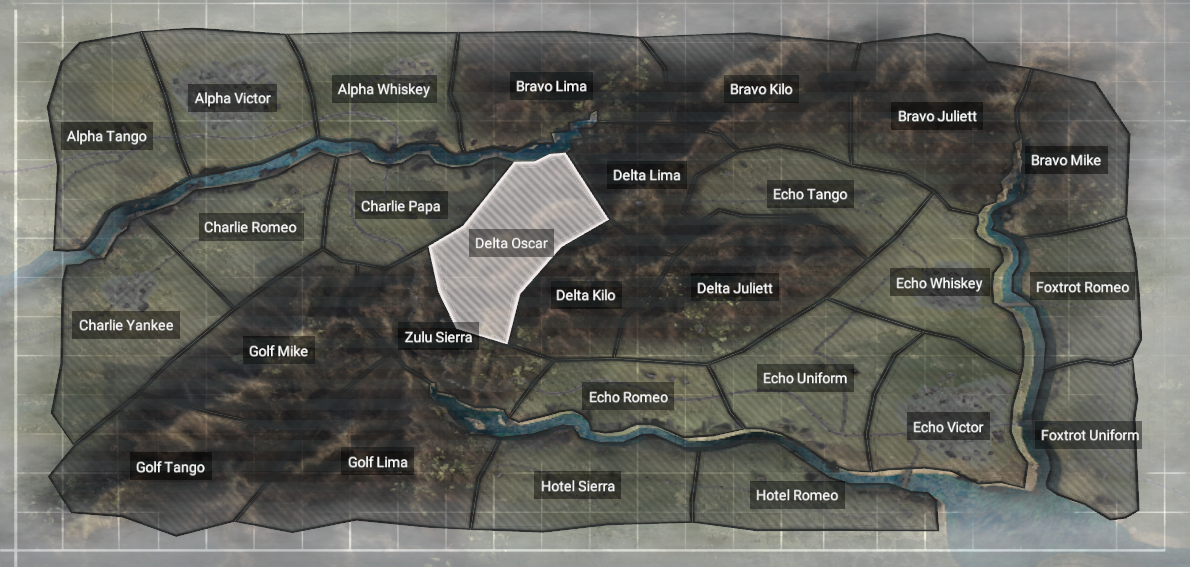 Alpha Victor
Alpha Whiskey
Bravo Lima
Bravo Kilo
Bravo Juliett
Alpha Tango
Bravo Mike
Delta Lima
Echo Tango
Charlie Papa
Charlie Romeo
Delta Oscar
Echo Whiskey
Foxtrot Romeo
Delta Juliett
Delta Kilo
Charlie Yankee
Zulu Sierra
Golf Mike
Echo Uniform
Echo Romeo
Echo Victor
Foxtrot Uniform
Golf Lima
Golf Tango
Hotel Sierra
Hotel Romeo